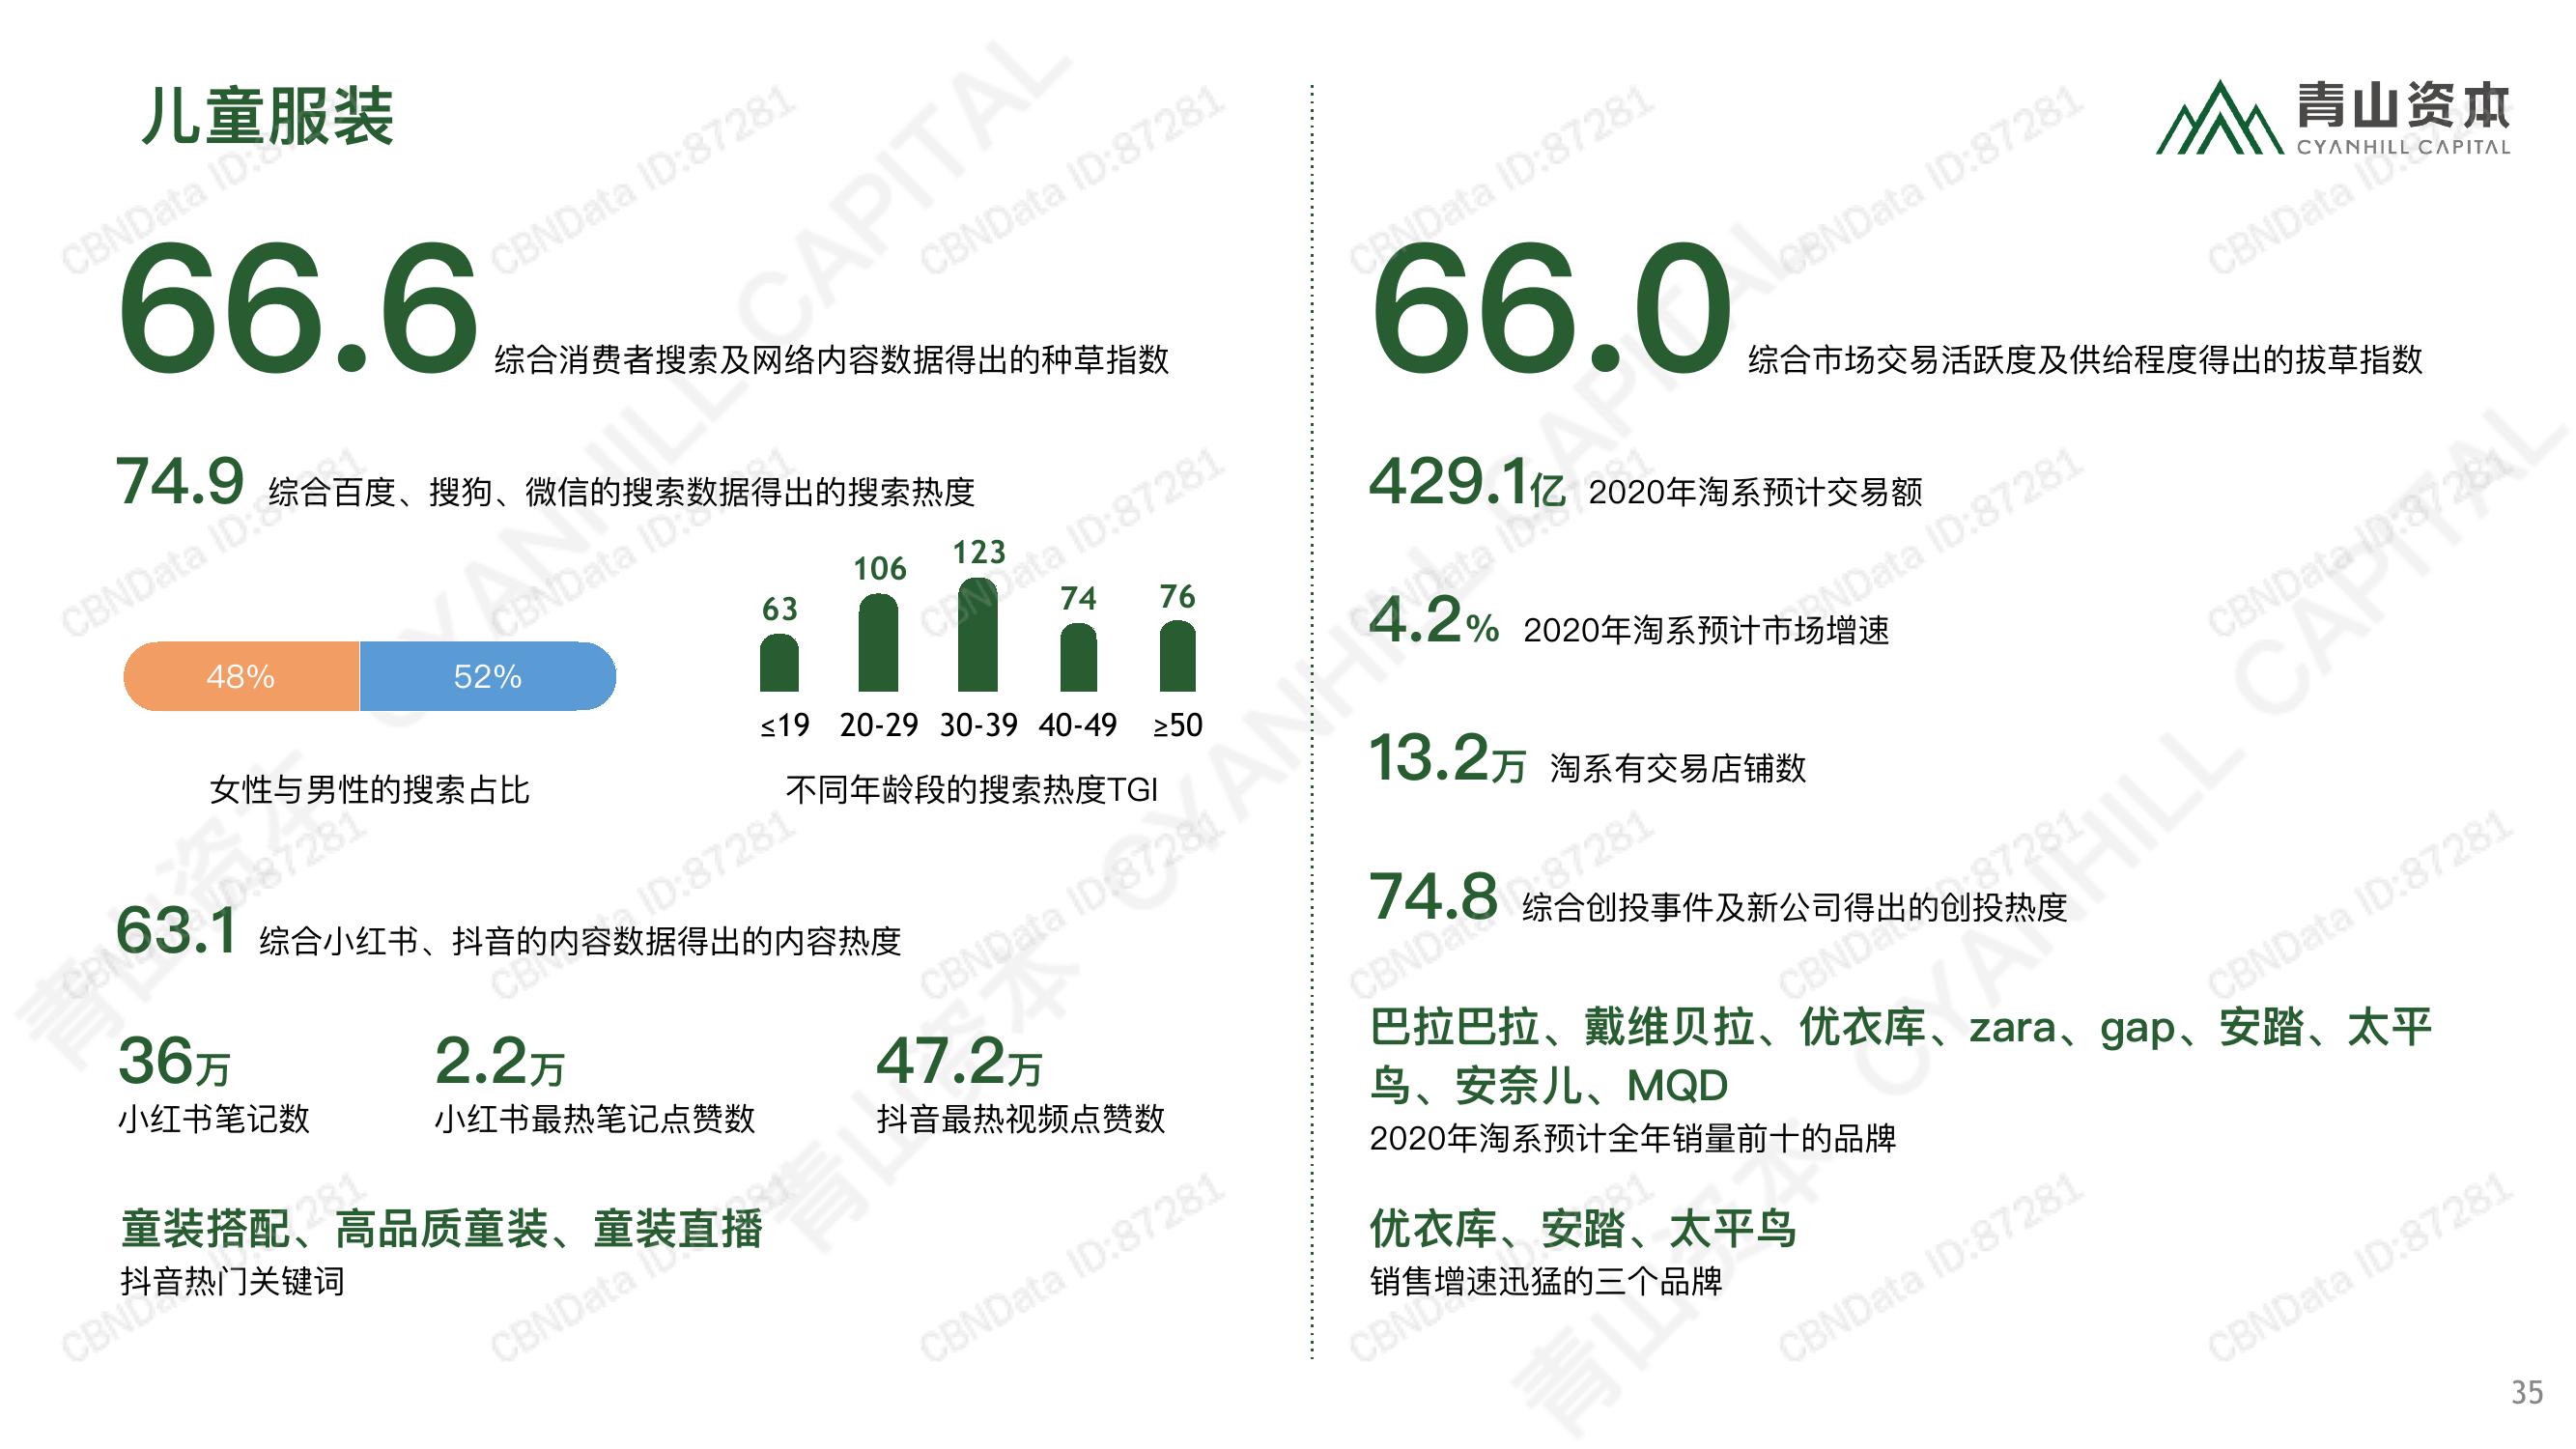 儿童服装
青山资本
CYANHILL CAPITAL
66.6 综合消费者搜索及网络内容数据得出的种草指数
74.9 综合百度、搜狗、微信的搜索数据得出的搜索热度
48% 52%
女性与男性的搜索占比
63 106 123 74 76
≤19 20-29 30-39 40-49 ≥50
不同年龄段的搜索热度TGI
63.1 综合小红书、抖音的内容数据得出的内容热度
36万
小红书笔记数
2.2万
小红书最热笔记点赞数
47.2万
抖音最热视频点赞数
童装搭配、高品质童装、童装直播
抖音热门关键词
66.0 综合市场交易活跃度及供给程度得出的拔草指数
429.1亿 2020年淘系预计交易额
4.2% 2020年淘系预计市场增速
13.2万 淘系有交易店铺数
74.8 综合创投事件及新公司得出的创投热度
巴拉巴拉、戴维贝拉、优衣库、zara、gap、安踏、太平
鸟、安奈儿、MQD
2020年淘系预计全年销量前十的品牌
优衣库、安踏、太平鸟
销售增速迅猛的三个品牌
35
青山资本 CYANHILL CAPITAL
CBNData ID:87281